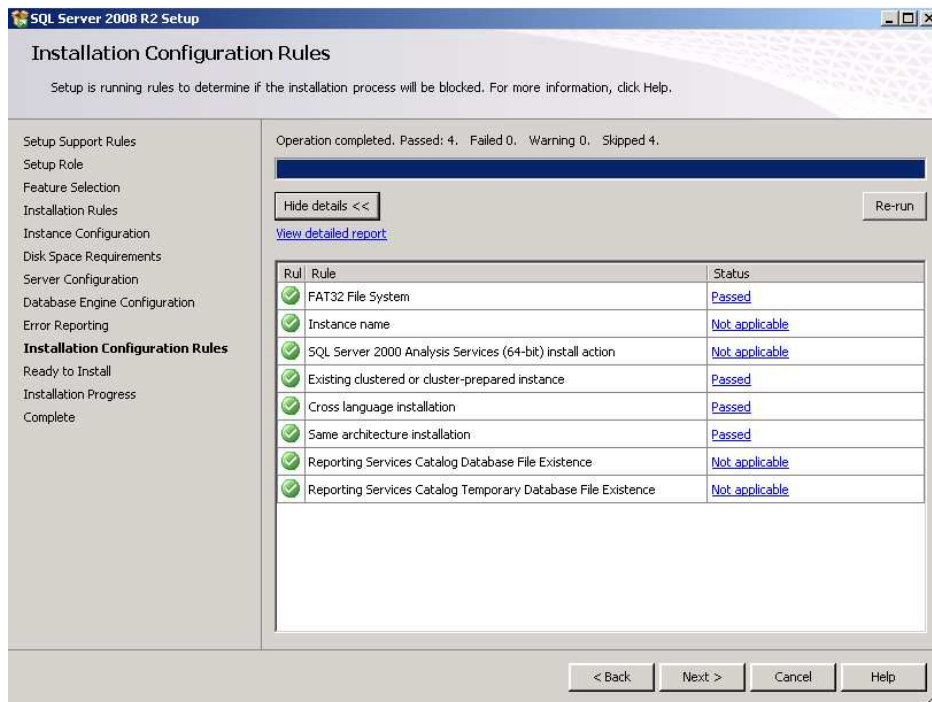 SQL Server 2008 R2 Setup
Installation Configuration Rules
Setup is running rules to determine if the installation process will be blocked. For more information, click Help.
Setup Support Rules
Setup Role
Feature Selection
Installation Rules
Instance Configuration
Disk Space Requirements
Server Configuration
Database Engine Configuration
Error Reporting
Installation Configuration Rules
Ready to Install
Installation Progress
Complete
Operation completed. Passed: 4. Failed 0. Warning 0. Skipped 4.
Hide details << Re-run
View detailed report
Rul Rule Status
FAT32 File System Passed
Instance name Not applicable
SQL Server 2000 Analysis Services (64-bit) install action Not applicable
Existing clustered or cluster-prepared instance Passed
Cross language installation Passed
Same architecture installation Passed
Reporting Services Catalog Database File Existence Not applicable
Reporting Services Catalog Temporary Database File Existence Not applicable
< Back Next > Cancel Help